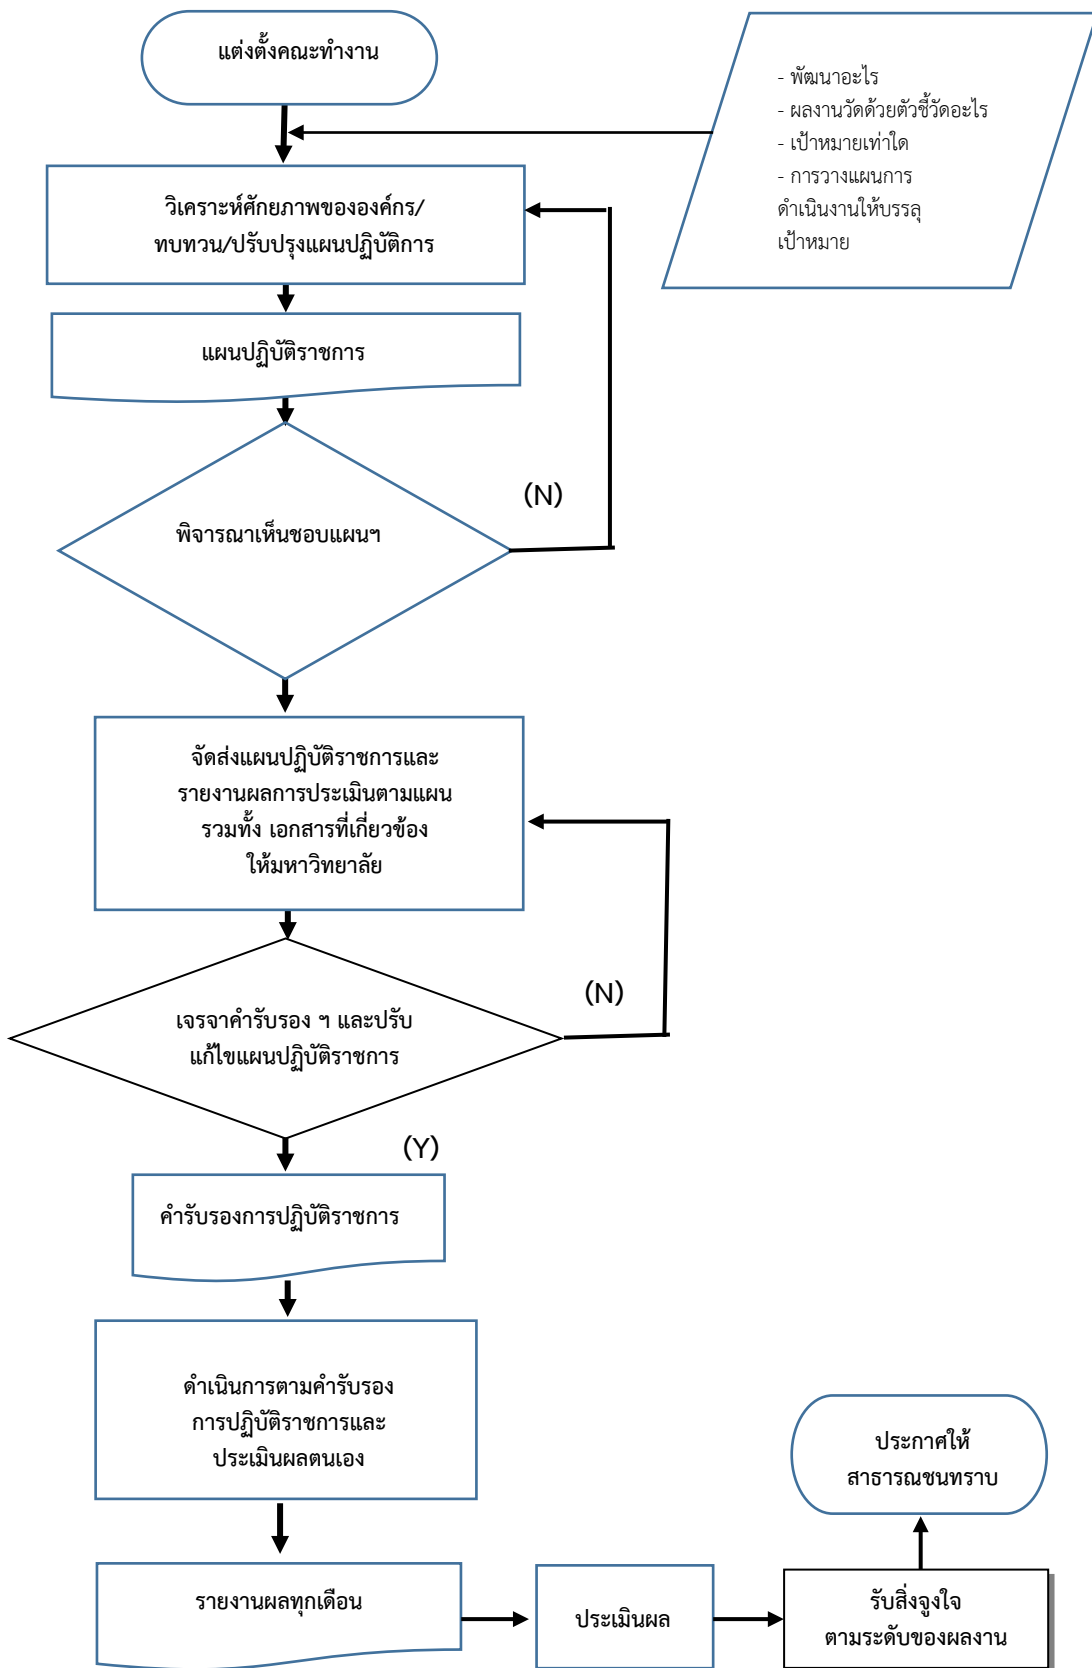 แต่งตั้งคณะทำงาน
- พัฒนาอะไร
- ผลงานวัดด้วยตัวชี้วัดอะไร
- เป้าหมายเท่าใด
- การวางแผนการ
ดำเนินงานให้บรรลุ
เป้าหมาย
วิเคราะห์ศักยภาพขององค์กร/
ทบทวน/ปรับปรุงแผนปฏิบัติการ
แผนปฏิบัติราชการ
(N)
พิจารณาเห็นชอบแผนฯ
จัดส่งแผนปฏิบัติราชการและ
รายงานผลการประเมินตามแผน
รวมทั้ง เอกสารที่เกี่ยวข้อง
ให้มหาวิทยาลัย
(N)
เจรจาคำรับรอง ฯ และปรับ
แก้ไขแผนปฏิบัติราชการ
(Y)
คำรับรองการปฏิบัติราชการ
ดำเนินการตามคำรับรอง
การปฏิบัติราชการและ
ประเมินผลตนเอง
รายงานผลทุกเดือน
ประเมินผล
รับสิ่งจูงใจ
ตามระดับของผลงาน
ประกาศให้
สาธารณชนทราบ